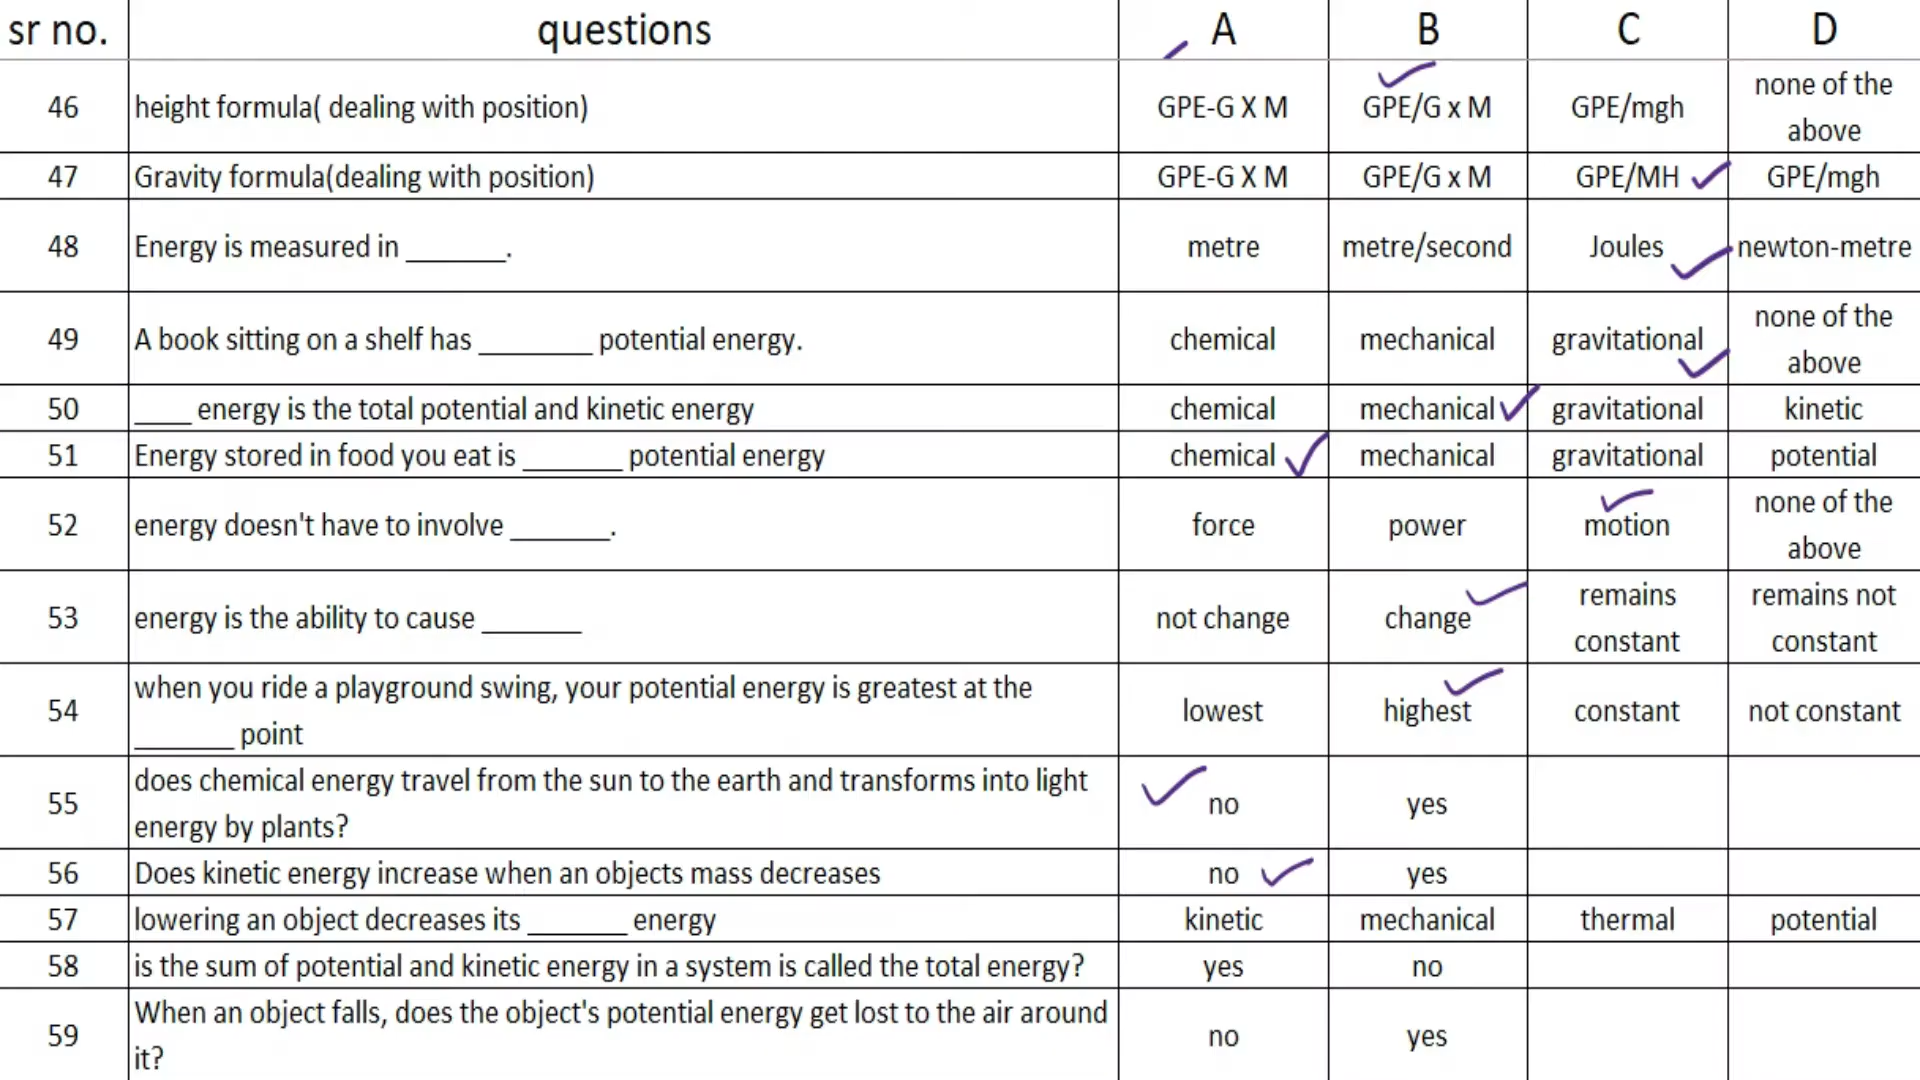 sr no. questions A B C D
46 height formula( dealing with position) GPE-G X M GPE/G x M GPE/mgh none of the
above
47 Gravity formula(dealing with position) GPE-G X M GPE/G x M GPE/MH GPE/mgh
48 Energy is measured in _______. metre metre/second Joules newton-metre
49 A book sitting on a shelf has ________ potential energy. chemical mechanical gravitational none of the
above
50 ____ energy is the total potential and kinetic energy chemical mechanical gravitational kinetic
51 Energy stored in food you eat is _______ potential energy chemical mechanical gravitational potential
52 energy doesn't have to involve _______. force power motion none of the
above
53 energy is the ability to cause _______ not change change remains
constant remains not
constant
54 when you ride a playground swing, your potential energy is greatest at the
_______ point lowest highest constant not constant
55 does chemical energy travel from the sun to the earth and transforms into light
energy by plants? no yes
56 Does kinetic energy increase when an objects mass decreases no yes
57 lowering an object decreases its _______ energy kinetic mechanical thermal potential
58 is the sum of potential and kinetic energy in a system is called the total energy? yes no
59 When an object falls, does the object's potential energy get lost to the air around
it? no yes